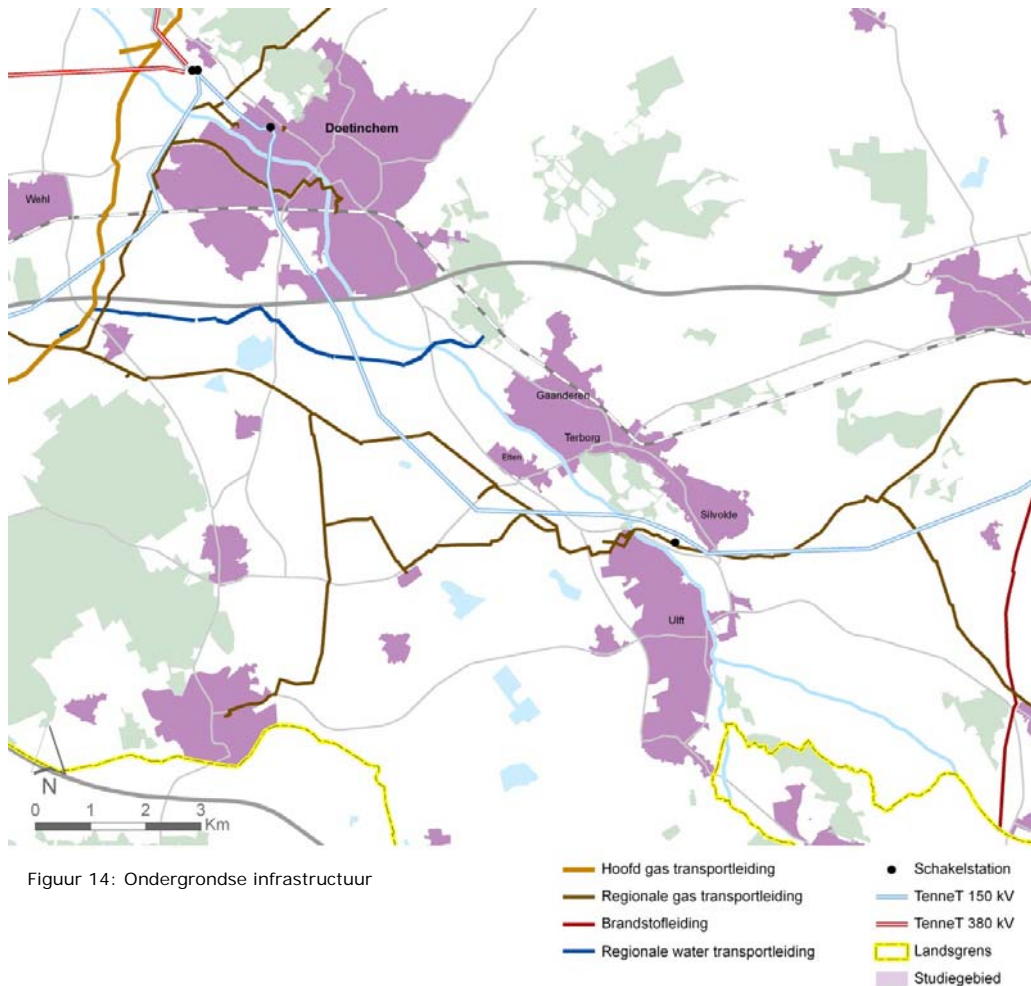 Doetinchem
Wehl
Gaanderen
Terborg
Etten
Silvolde
Ulft
N
0 1 2 3
Km
Figuur 14: Ondergrondse infrastructuur
Hoofd gas transportleiding
Regionale gas transportleiding
Brandstofleiding
Regionale water transportleiding
Schakelstation
TenneT 150 kV
TenneT 380 kV
Landsgrens
Studiegebied